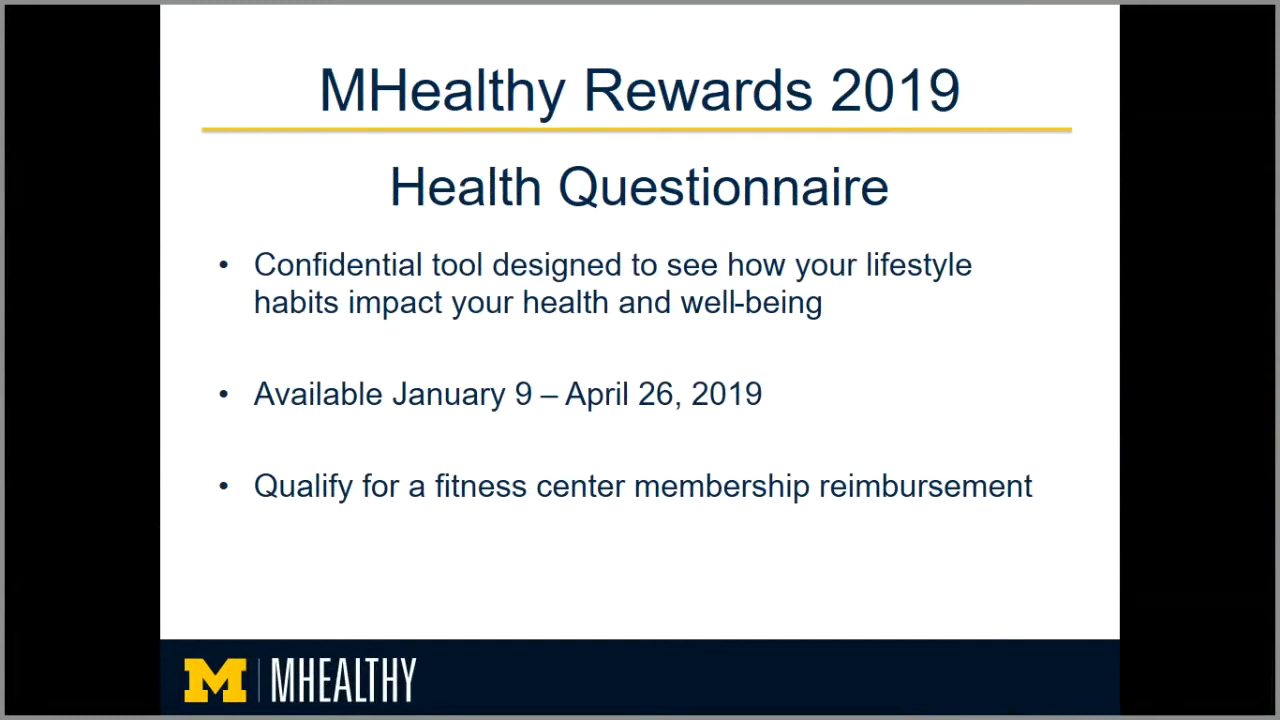 MHealthy Rewards 2019
Health Questionnaire
• Confidential tool designed to see how your lifestyle
habits impact your health and well-being
• Available January 9 – April 26, 2019
• Qualify for a fitness center membership reimbursement
M | MHEALTHY